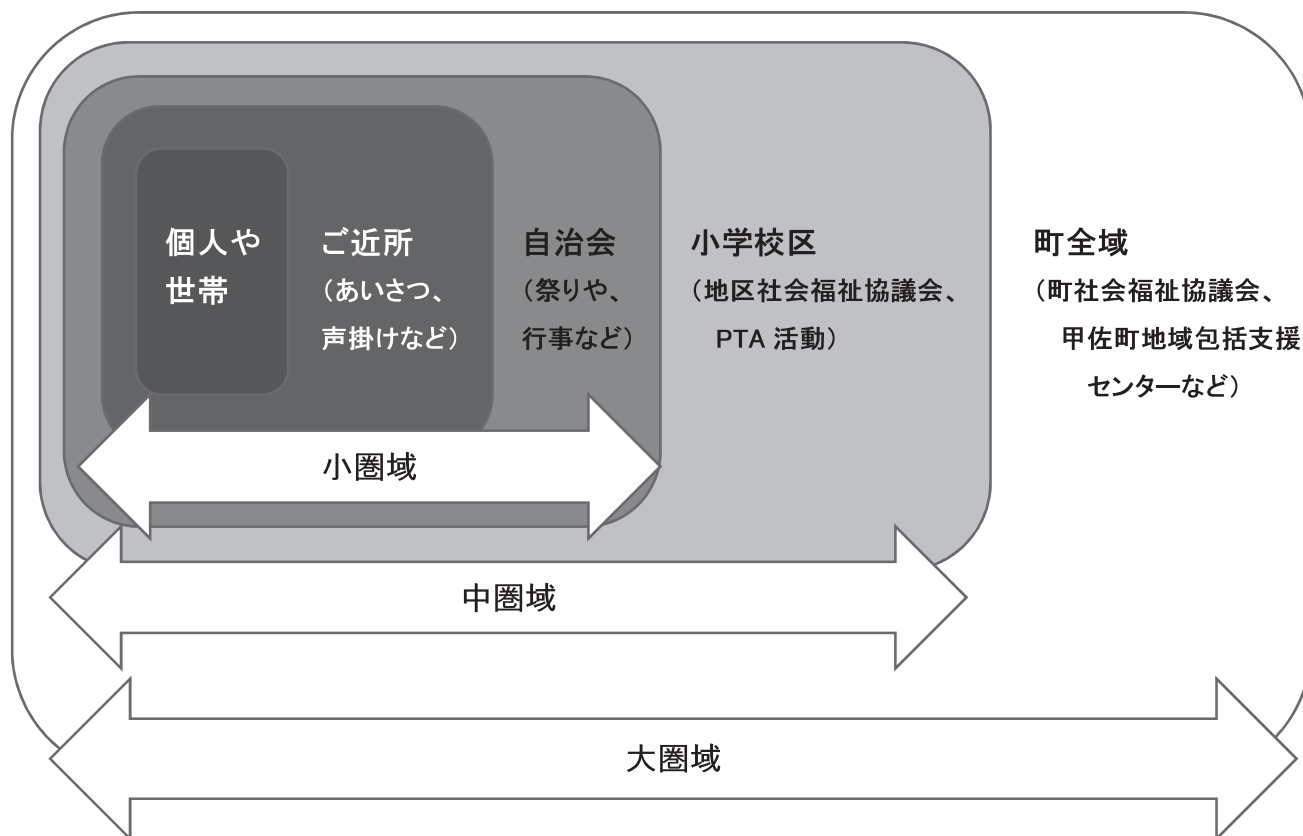 個人や
世帯
ご近所
（あいさつ、
声掛けなど）
自治会
（祭りや、
行事など）
小学校区
（地区社会福祉協議会、
PTA 活動）
町全域
（町社会福祉協議会、
甲佐町地域包括支援
センターなど）
小圏域
中圏域
大圏域